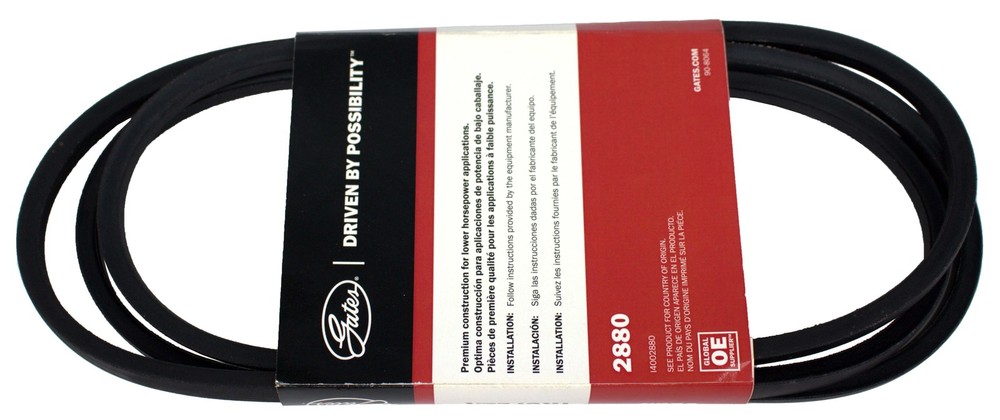 Gates®
DRIVEN BY POSSIBILITY™
Premium construction for lower horsepower applications.
Optima construcción para aplicaciones de potencia de bajo caballaje.
Pièces de première qualité pour les applications à faible puissance.
INSTALLATION: Follow instructions provided by the equipment manufacturer.
INSTALACIÓN: Siga las instrucciones dadas por el fabricante del equipo.
INSTALLATION: Suivez les instructions fournies par le fabricant de l'équipement.
2880
14002880
SEE PRODUCT FOR COUNTRY OF ORIGIN.
EL PAÍS DE ORIGEN APARECE EN EL PRODUCTO.
NOM DU PAYS D'ORIGINE IMPRIMÉ SUR LA PIÈCE.
GLOBAL
OE
SUPPLIER™
GATES.COM
90-8064